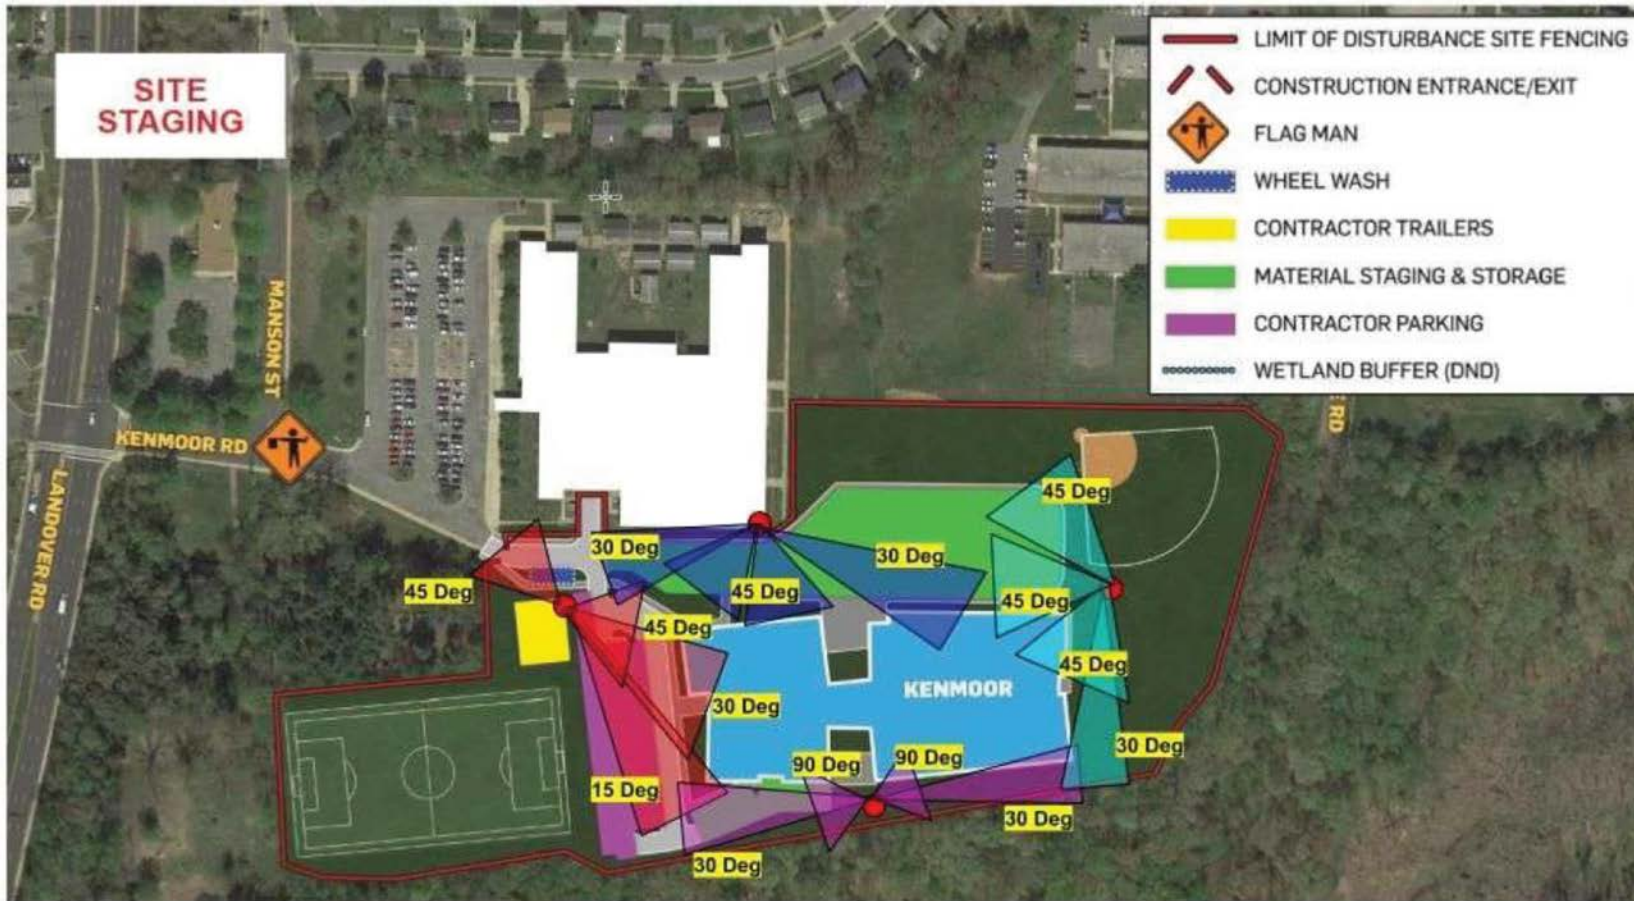 SITE
STAGING
LIMIT OF DISTURBANCE SITE FENCING
CONSTRUCTION ENTRANCE/EXIT
FLAG MAN
WHEEL WASH
CONTRACTOR TRAILERS
MATERIAL STAGING & STORAGE
CONTRACTOR PARKING
WETLAND BUFFER (DND)
MANSON ST
KENMOOR RD
LANDOVER RD
RD
45 Deg
30 Deg
30 Deg
45 Deg
45 Deg
45 Deg
45 Deg
45 Deg
KENMOOR
30 Deg
30 Deg
90 Deg
90 Deg
15 Deg
30 Deg
30 Deg